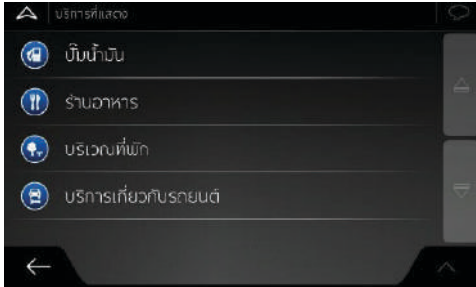 บริการที่แสดง
ปั๊มน้ำมัน
ร้านอาหาร
บริเวณที่พัก
บริการเกี่ยวกับรถยนต์